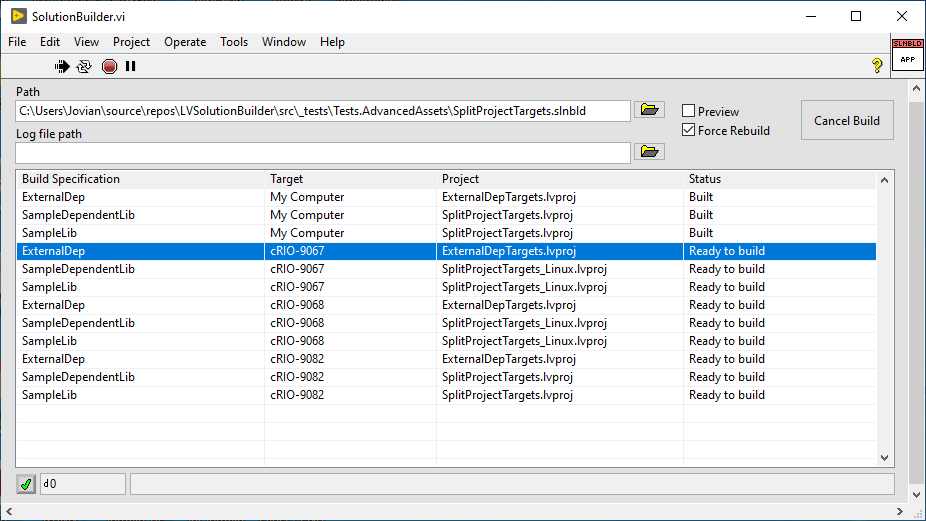 SolutionBuilder.vi
File Edit View Project Operate Tools Window Help
SLNBLD
APP
Path
C:\Users\Jovian\source\repos\LVSolutionBuilder\src\_tests\Tests.AdvancedAssets\SplitProjectTargets.slnbld
Preview
Force Rebuild
Cancel Build
Log file path
Build Specification Target Project Status
ExternalDep My Computer ExternalDepTargets.lvproj Built
SampleDependentLib My Computer SplitProjectTargets.lvproj Built
SampleLib My Computer SplitProjectTargets.lvproj Built
ExternalDep cRIO-9067 ExternalDepTargets.lvproj Ready to build
SampleDependentLib cRIO-9067 SplitProjectTargets_Linux.lvproj Ready to build
SampleLib cRIO-9067 SplitProjectTargets_Linux.lvproj Ready to build
ExternalDep cRIO-9068 ExternalDepTargets.lvproj Ready to build
SampleDependentLib cRIO-9068 SplitProjectTargets_Linux.lvproj Ready to build
SampleLib cRIO-9068 SplitProjectTargets_Linux.lvproj Ready to build
ExternalDep cRIO-9082 ExternalDepTargets.lvproj Ready to build
SampleDependentLib cRIO-9082 SplitProjectTargets.lvproj Ready to build
SampleLib cRIO-9082 SplitProjectTargets.lvproj Ready to build
d0